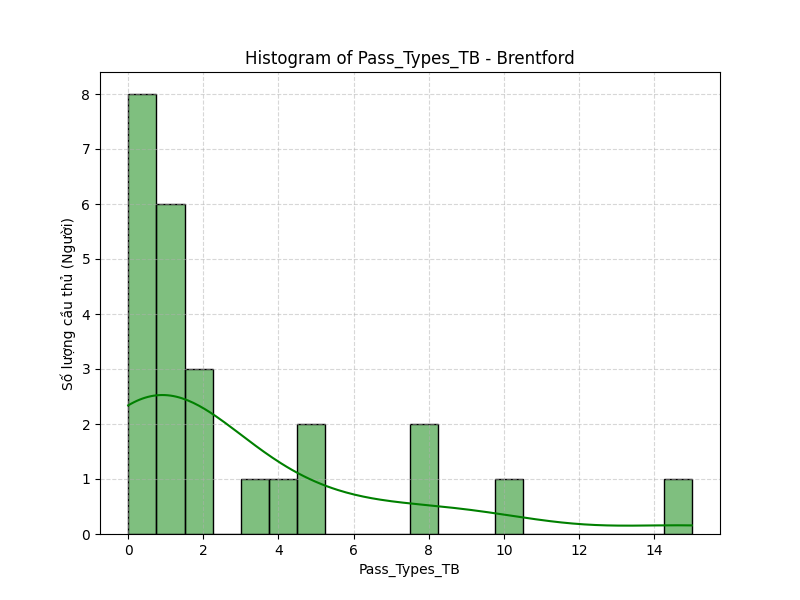 Histogram of Pass_Types_TB - Brentford
Số lượng cầu thủ (Người)
8
7
6
5
4
3
2
1
0
0 2 4 6 8 10 12 14
Pass_Types_TB